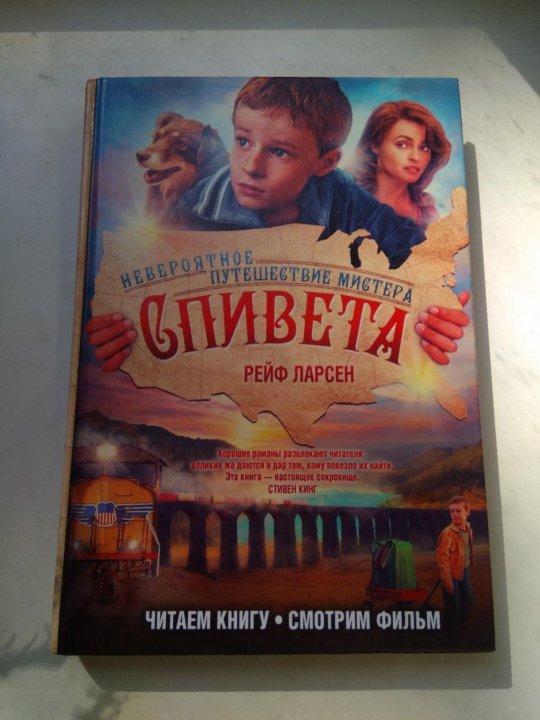 НЕВЕРОЯТНОЕ
ПУТЕШЕСТВИЕ МИСТЕРА
СПИВЕТА
РЕЙФ ЛАРСЕН
Хорошие романы развлекают читателя,
великие же даются в дар тем, кому повезло их найти.
Эта книга — настоящее сокровище.
СТИВЕН КИНГ
ЧИТАЕМ КНИГУ • СМОТРИМ ФИЛЬМ